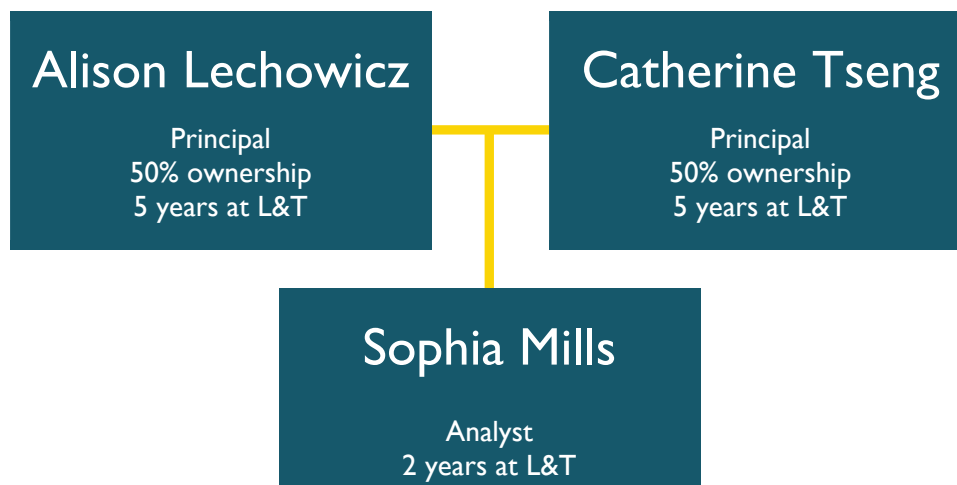 Alison Lechowicz
Principal
50% ownership
5 years at L&T
Catherine Tseng
Principal
50% ownership
5 years at L&T
Sophia Mills
Analyst
2 years at L&T